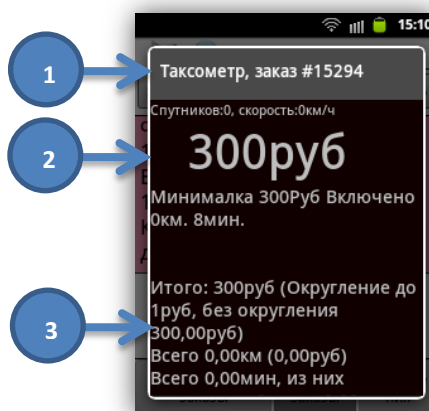 15:10
1
Таксометр, заказ #15294
Спутников:0, скорость:0км/ч
2
300руб
Минималка 300Руб Включено
0км. 8мин.
Итого: 300руб (Округление до
1руб, без округления
3
300,00руб)
Всего 0,00км (0,00руб)
Всего 0,00мин, из них